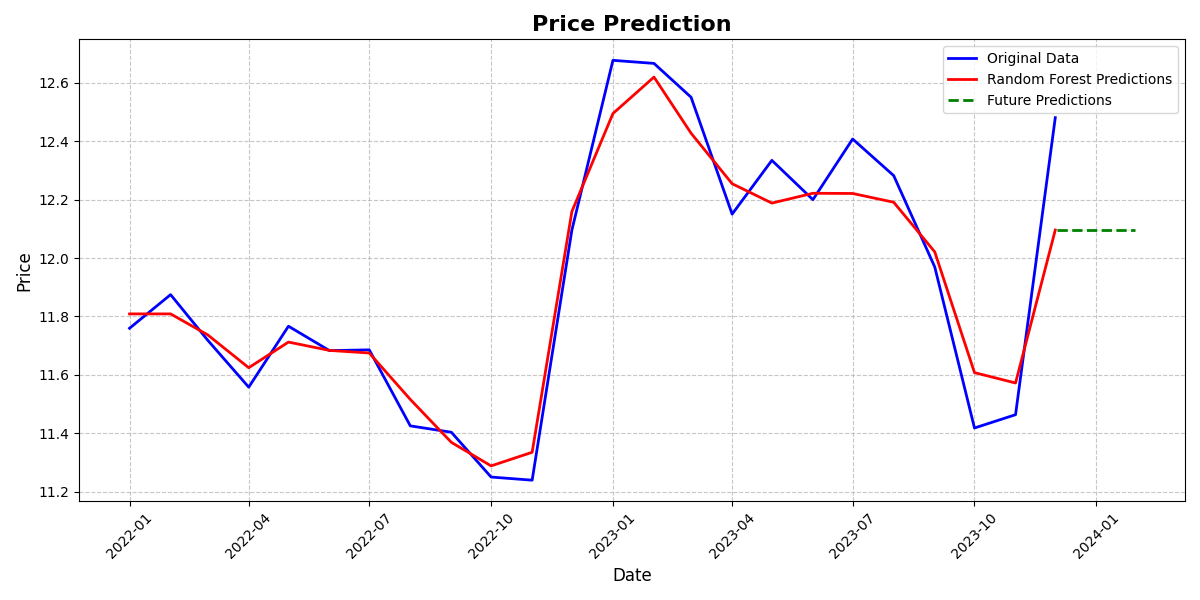 Price Prediction
Original Data
Random Forest Predictions
Future Predictions
Price
12.6
12.4
12.2
12.0
11.8
11.6
11.4
11.2
2022-01
2022-04
2022-07
2022-10
2023-01
2023-04
2023-07
2023-10
2024-01
Date